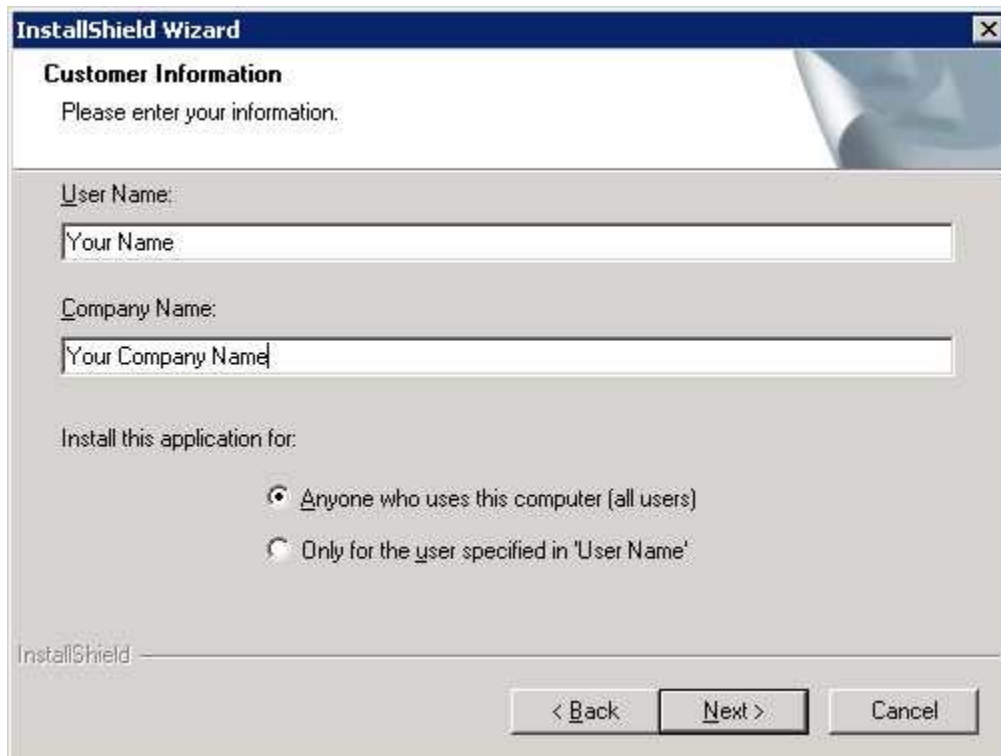 InstallShield Wizard
Customer Information
Please enter your information.
User Name:
Your Name
Company Name:
Your Company Name
Install this application for:
Anyone who uses this computer (all users)
Only for the user specified in 'User Name'
InstallShield
< Back Next > Cancel